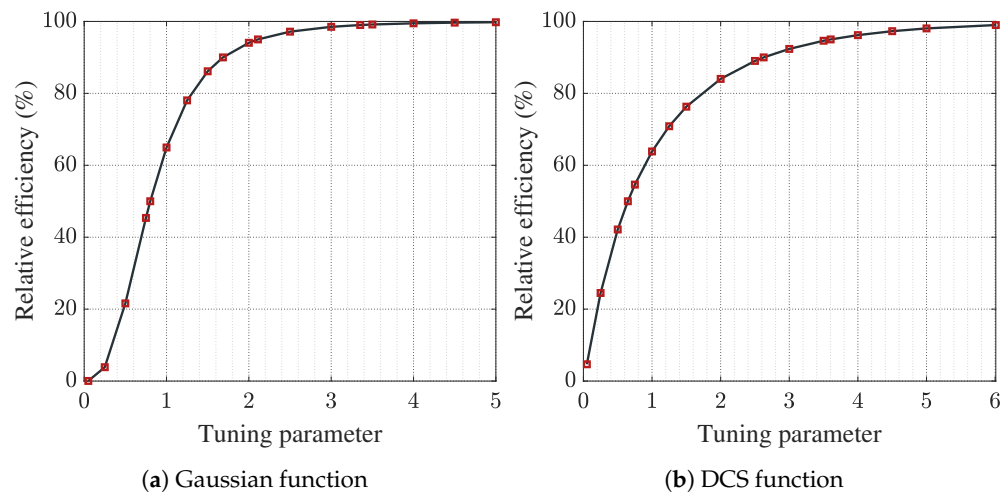 100
80
60
40
20
0
Relative efficiency (%)
0 1 2 3 4 5
Tuning parameter
(a) Gaussian function
100
80
60
40
20
0
Relative efficiency (%)
0 1 2 3 4 5 6
Tuning parameter
(b) DCS function